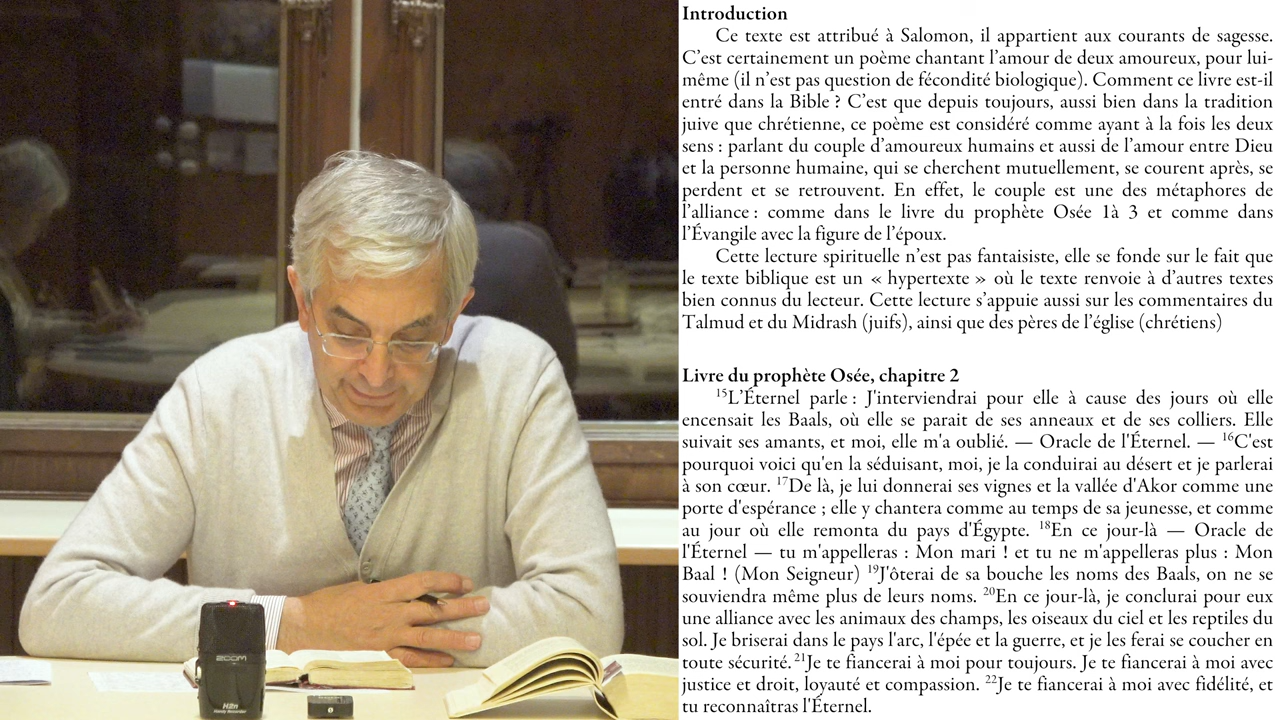 Introduction
Ce texte est attribué à Salomon, il appartient aux courants de sagesse.
C'est certainement un poème chantant l'amour de deux amoureux, pour lui-
même (il n'est pas question de fécondité biologique). Comment ce livre est-il
entré dans la Bible ? C'est que depuis toujours, aussi bien dans la tradition
juive que chrétienne, ce poème est considéré comme ayant à la fois les deux
sens : parlant du couple d'amoureux humains et aussi de l'amour entre Dieu
et la personne humaine, qui se cherchent mutuellement, se courent après, se
perdent et se retrouvent. En effet, le couple est une des métaphores de
l'alliance : comme dans le livre du prophète Osée 1à 3 et comme dans
l'Évangile avec la figure de l'époux.
Cette lecture spirituelle n'est pas fantaisiste, elle se fonde sur le fait que
le texte biblique est un « hypertexte » où le texte renvoie à d'autres textes
bien connus du lecteur. Cette lecture s'appuie aussi sur les commentaires du
Talmud et du Midrash (juifs), ainsi que des pères de l'église (chrétiens)
Livre du prophète Osée, chapitre 2
15L'Éternel parle : J'interviendrai pour elle à cause des jours où elle
encensait les Baals, où elle se parait de ses anneaux et de ses colliers. Elle
suivait ses amants, et moi, elle m'a oublié. — Oracle de l'Éternel. — 16C'est
pourquoi voici qu'en la séduisant, moi, je la conduirai au désert et je parlerai
à son cœur. 17De là, je lui donnerai ses vignes et la vallée d'Akor comme une
porte d'espérance ; elle y chantera comme au temps de sa jeunesse, et comme
au jour où elle remonta du pays d'Égypte. 18En ce jour-là — Oracle de
l'Éternel — tu m'appelleras : Mon mari ! et tu ne m'appelleras plus : Mon
Baal ! (Mon Seigneur) 19J'ôterai de sa bouche les noms des Baals, on ne se
souviendra même plus de leurs noms. 20En ce jour-là, je conclurai pour eux
une alliance avec les animaux des champs, les oiseaux du ciel et les reptiles du
sol. Je briserai dans le pays l'arc, l'épée et la guerre, et je les ferai se coucher en
toute sécurité. 21Je te fiancerai à moi pour toujours. Je te fiancerai à moi avec
justice et droit, loyauté et compassion. 22Je te fiancerai à moi avec fidélité, et
tu reconnaîtras l'Éternel.
zoom
H2n
Handy Recorder